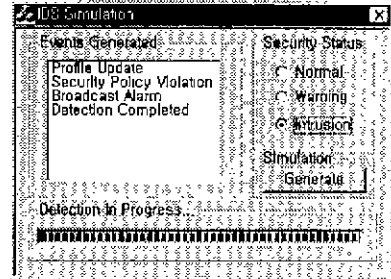 IDS Simulation
Events Generated
Profile Update
Security Policy Violation
Broadcast Alarm
Detection Completed
Security Status
Normal
Warning
Intrusion
Simulation
Generate
Detection In Progress...